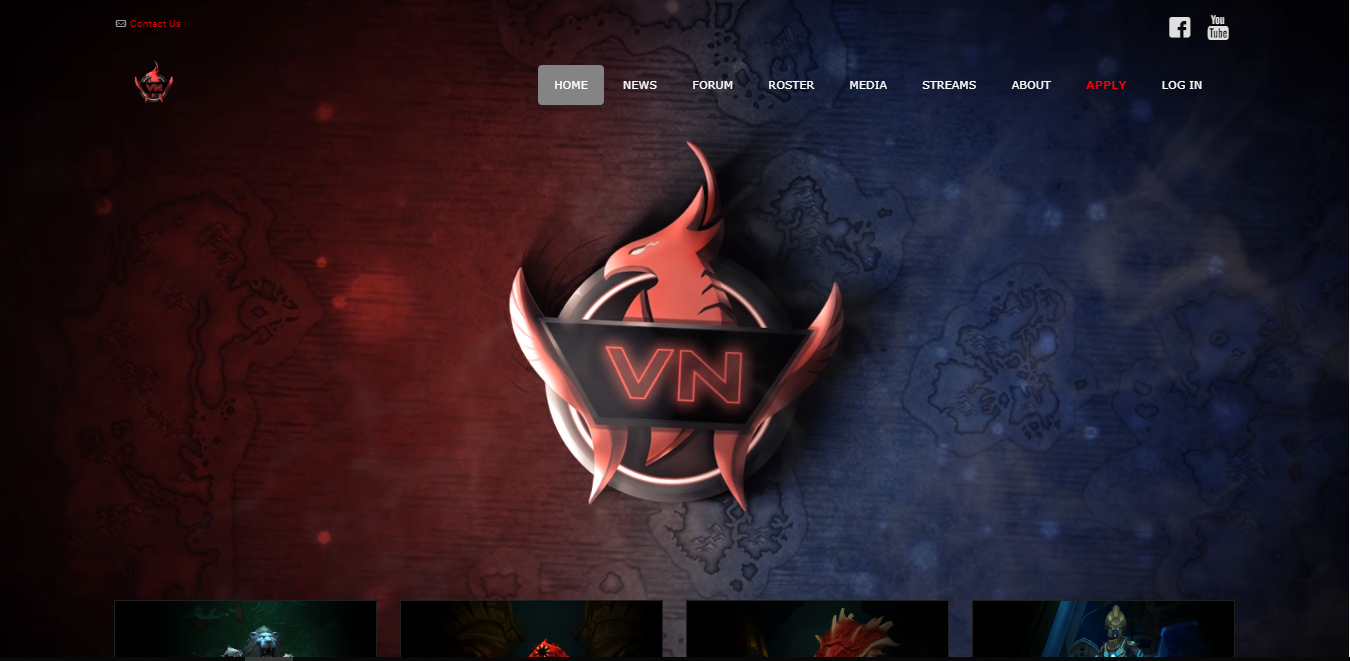 Contact Us
You
Tube
VN
HOME NEWS FORUM ROSTER MEDIA STREAMS ABOUT APPLY LOG IN
VN